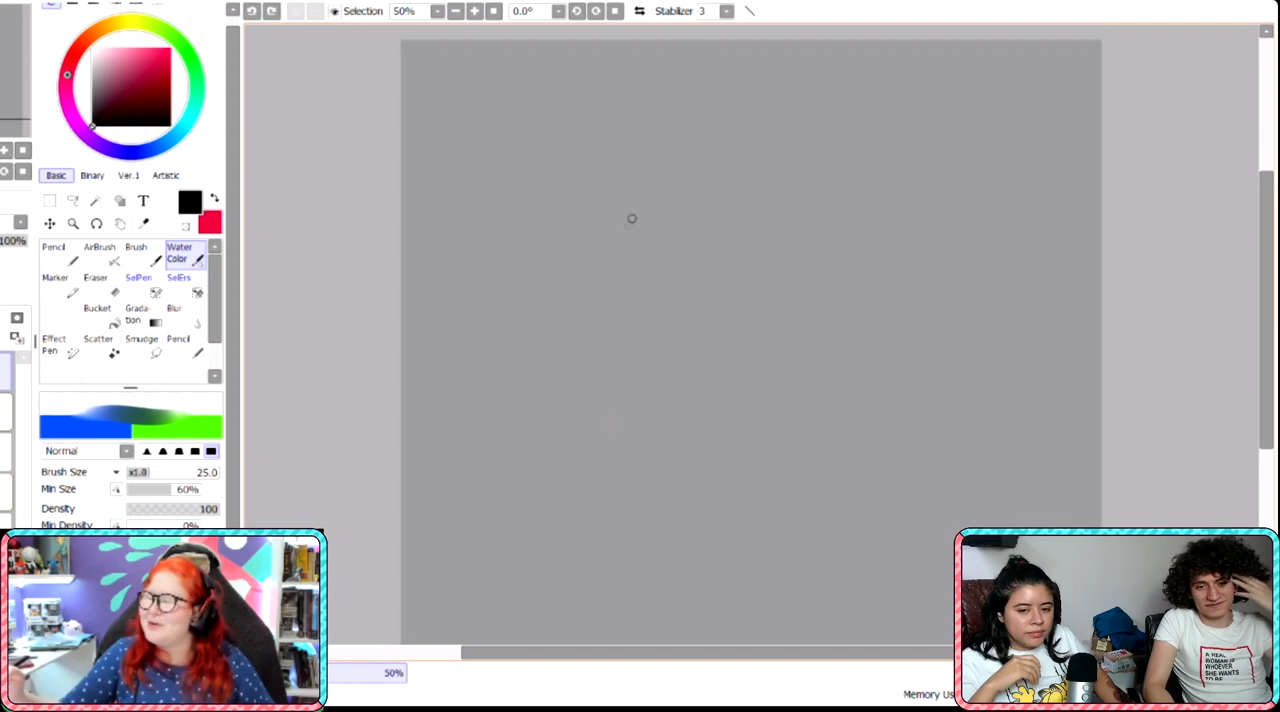 Selection 50% 0.0° Stabilizer 3
Basic Binary Ver.1 Artistic
T
100%
Pencil AirBrush Brush Water Color
Marker Eraser SelPen SelErs
Bucket Grada-tion Blur
Effect Pen Scatter Smudge Pencil
Normal
Brush Size x1.0 25.0
Min Size 60%
Density 100
Min Density 0%
50%
Memory Us
A REAL
WOMAN IS
WHOEVER
SHE WANTS
TO BE